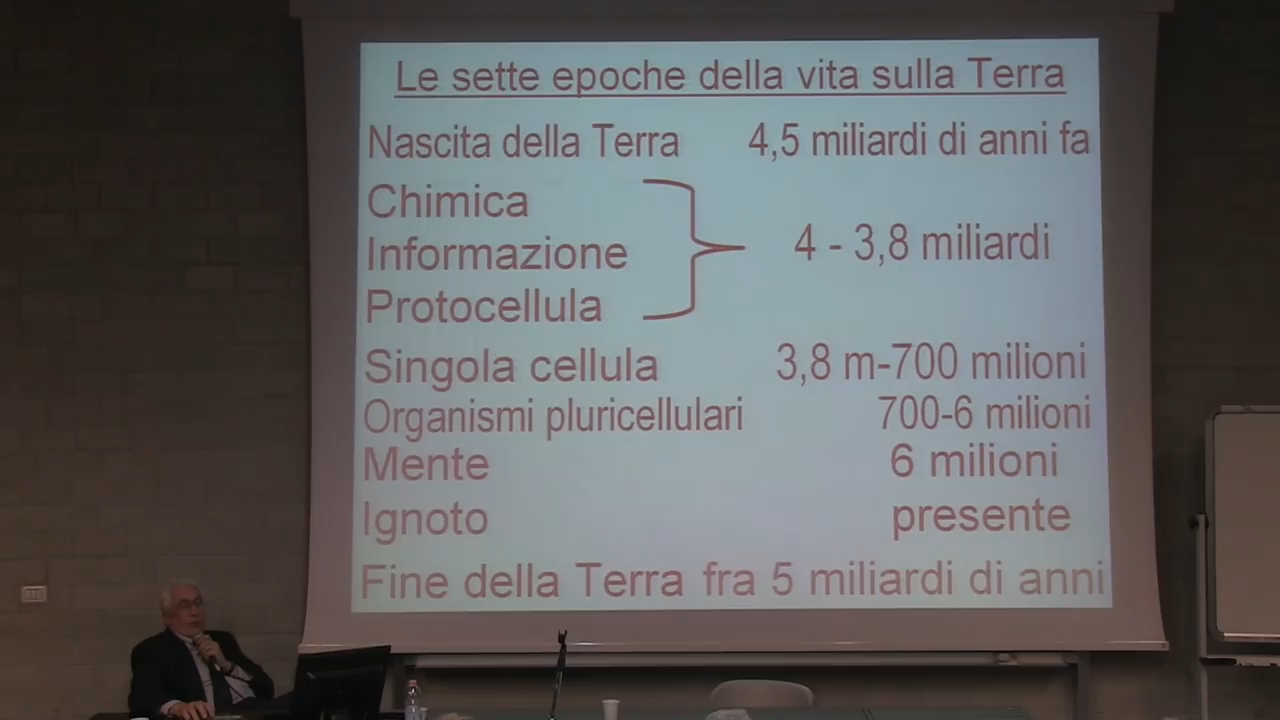 Le sette epoche della vita sulla Terra
Nascita della Terra 4,5 miliardi di anni fa
Chimica
Informazione 4 - 3,8 miliardi
Protocellula
Singola cellula 3,8 m-700 milioni
Organismi pluricellulari 700-6 milioni
Mente 6 milioni
Ignoto presente
Fine della Terra fra 5 miliardi di anni